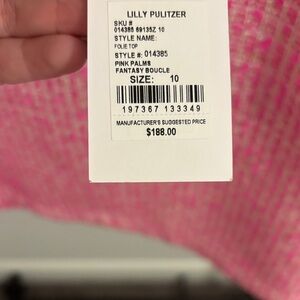 LILLY PULITZER
SKU #
014385 69135Z 10
STYLE NAME:
FOLIE TOP
STYLE #: 014385
PINK PALMS
FANTASY BOUCLE
SIZE: 10
197367 133349
MANUFACTURER'S SUGGESTED PRICE
$188.00